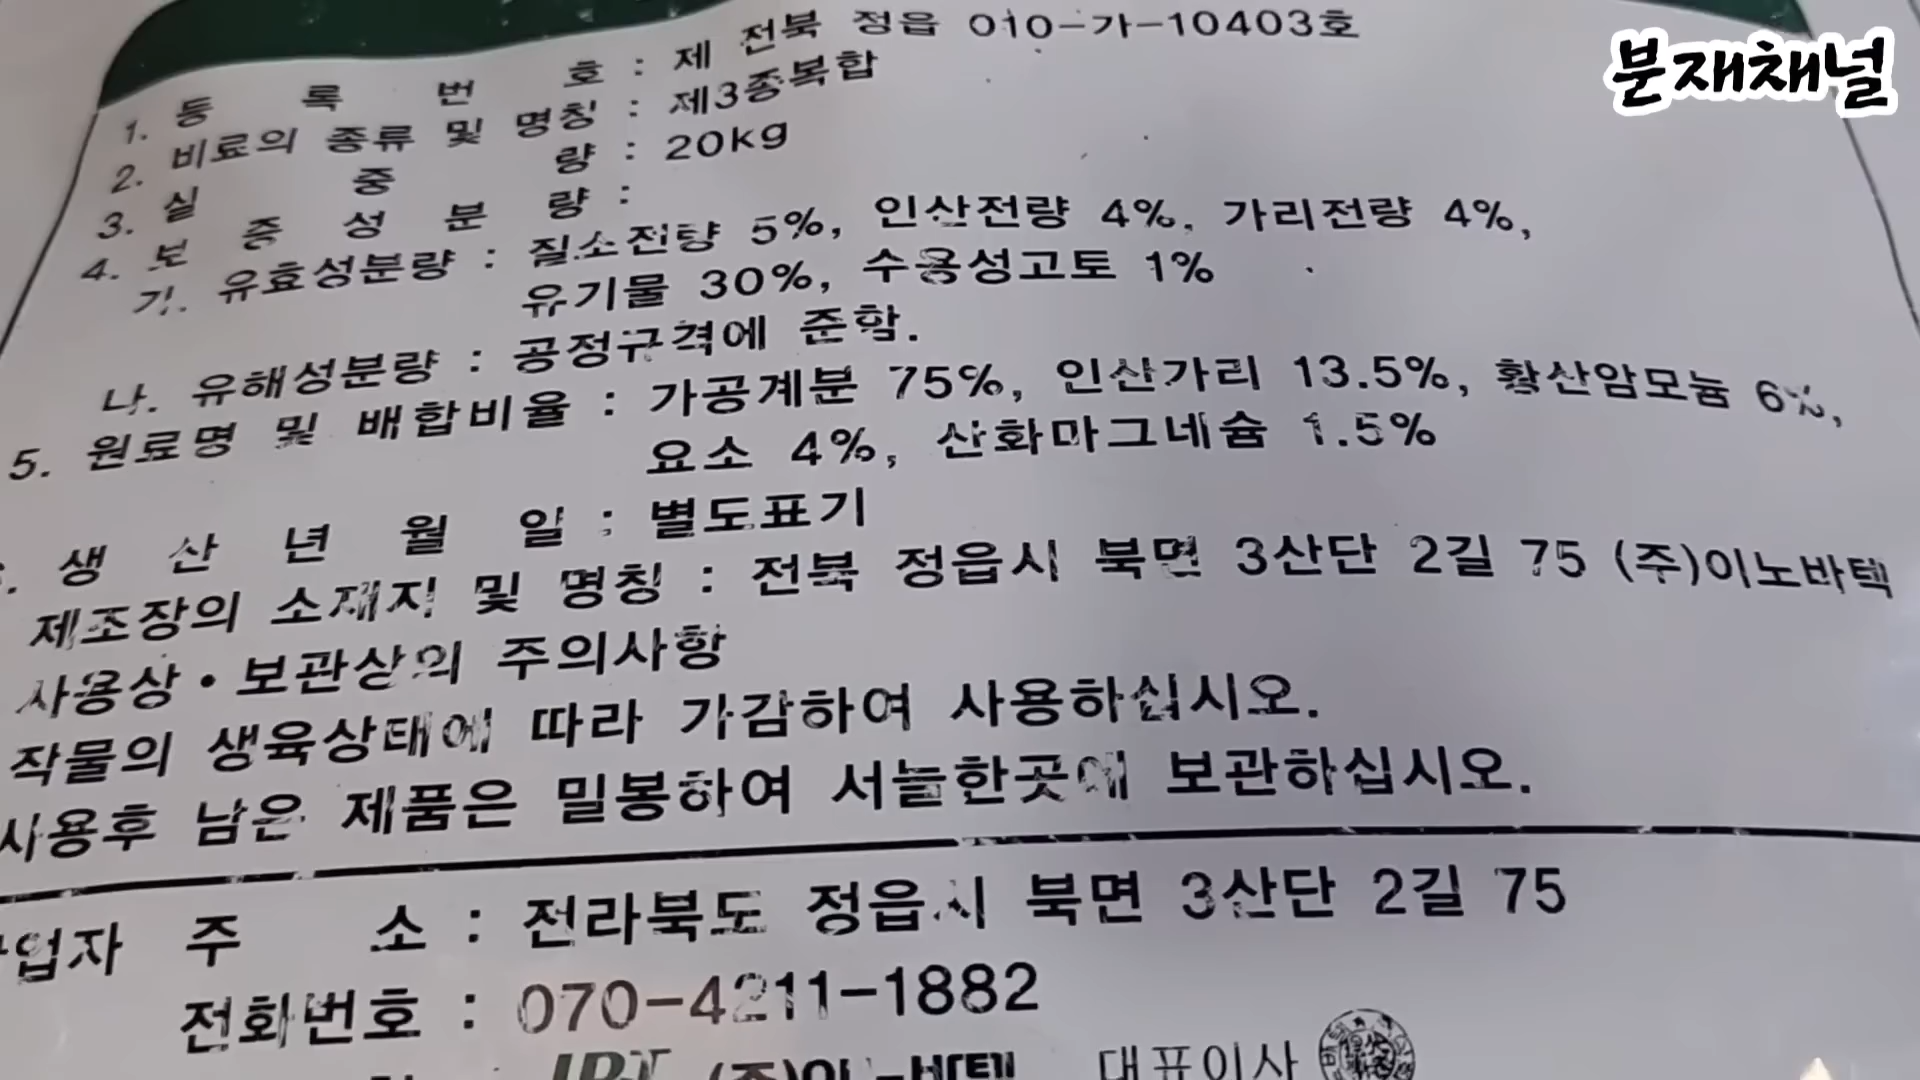 분재채널
1. 등 록 번 호 : 제 전북 정읍 010-가-10403호
2. 비료의 종류 및 명칭 : 제3종복합
3. 실 중 량 : 20kg
4. 보 증 성 분 량 :
가. 유효성분량 : 질소전량 5%, 인산전량 4%, 가리전량 4%,
유기물 30%, 수용성고토 1%
나. 유해성분량 : 공정규격에 준함.
5. 원료명 및 배합비율 : 가공계분 75%, 인산가리 13.5%, 황산암모늄 6%,
요소 4%, 산화마그네슘 1.5%
생 산 년 월 일 : 별도표기
제조장의 소재지 및 명칭 : 전북 정읍시 북면 3산단 2길 75 (주)이노바텍
사용상·보관상의 주의사항
작물의 생육상태에 따라 가감하여 사용하십시오.
사용후 남은 제품은 밀봉하여 서늘한곳에 보관하십시오.
업자 주 소 : 전라북도 정읍시 북면 3산단 2길 75
전화번호 : 070-4211-1882
대표이사